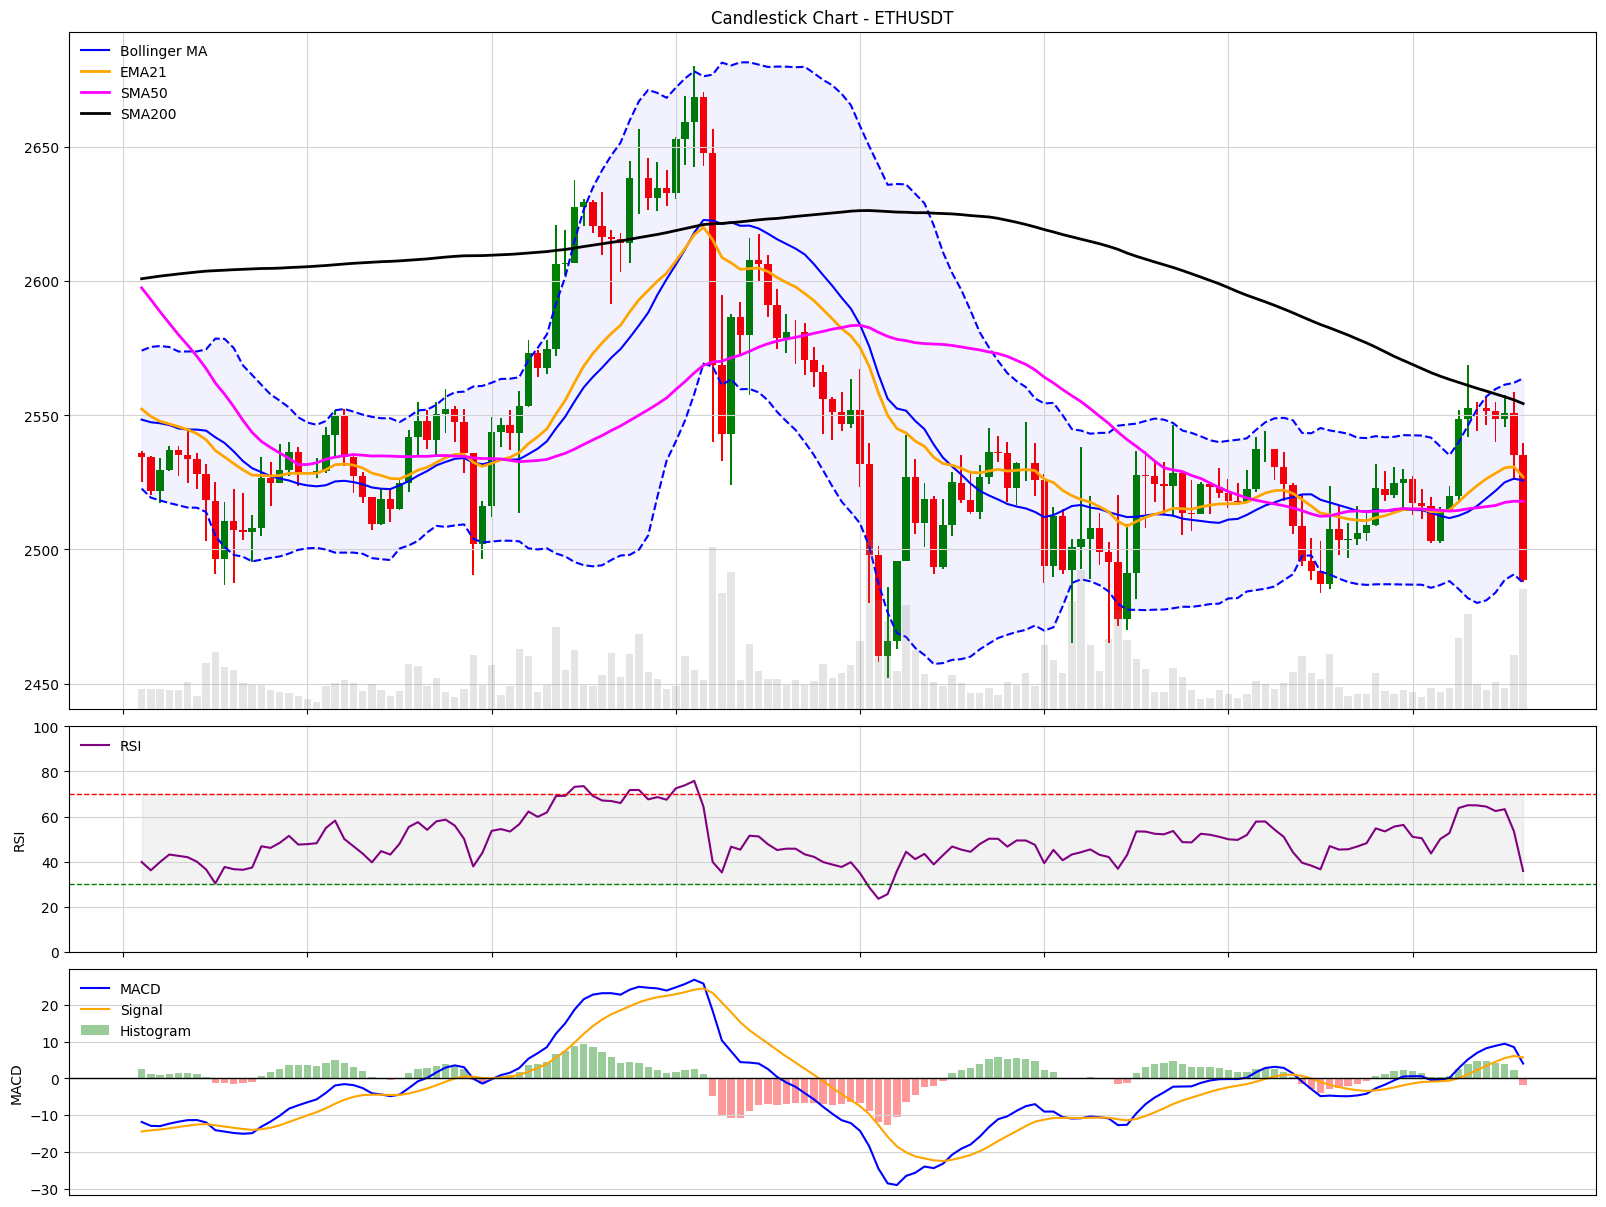 Candlestick Chart - ETHUSDT
Bollinger MA
EMA21
SMA50
SMA200
2650
2600
2550
2500
2450
RSI
100
80
60
40
20
0
RSI
MACD
Signal
Histogram
20
10
0
−10
−20
−30
MACD